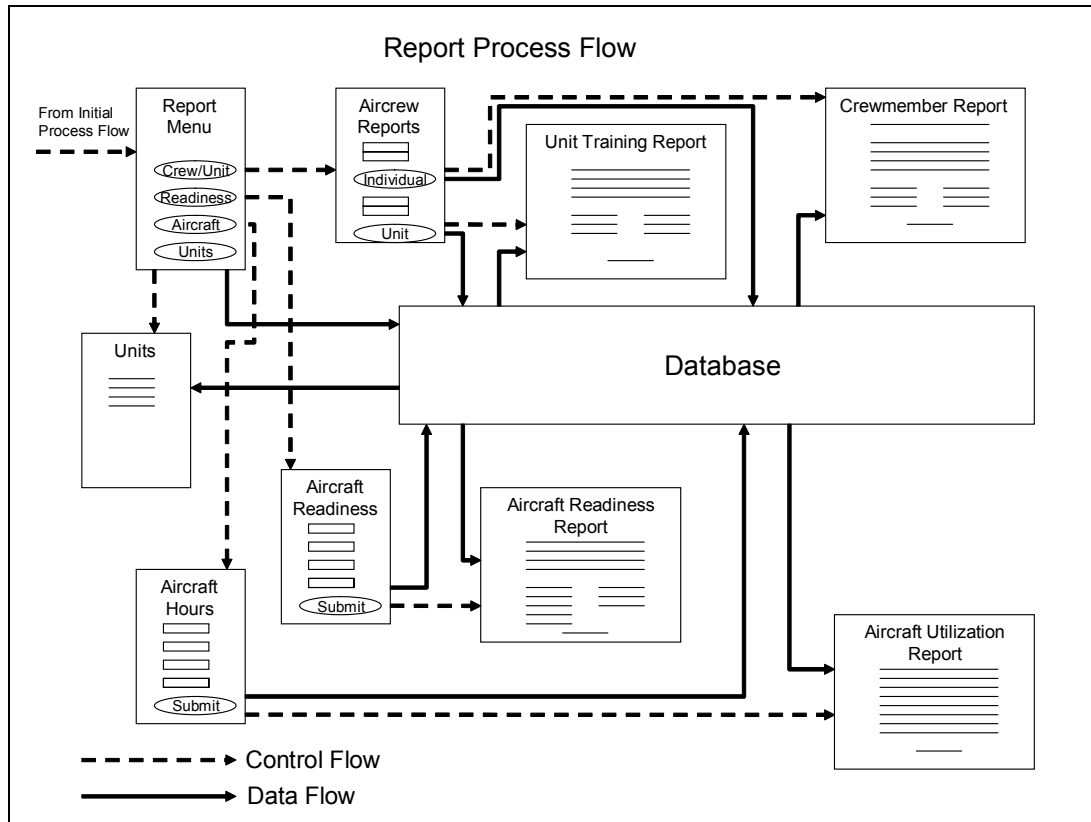 Report Process Flow
From Initial
Process Flow
Report
Menu
Crew/Unit
Readiness
Aircraft
Units
Aircrew
Reports
Individual
Unit
Unit Training Report
Crewmember Report
Units
Database
Aircraft
Readiness
Submit
Aircraft Readiness
Report
Aircraft
Hours
Submit
Aircraft Utilization
Report
Control Flow
Data Flow